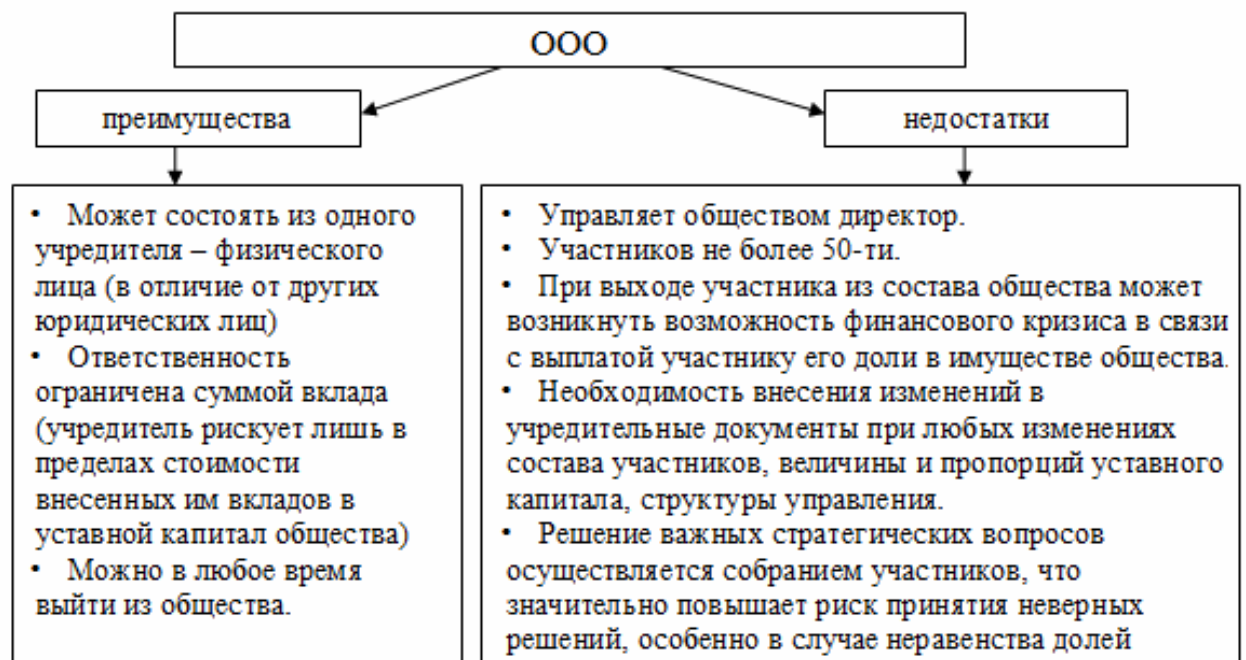 ООО
преимущества
недостатки
• Может состоять из одного
учредителя – физического
лица (в отличие от других
юридических лиц)
• Ответственность
ограничена суммой вклада
(учредитель рискует лишь в
пределах стоимости
внесенных им вкладов в
уставной капитал общества)
• Можно в любое время
выйти из общества.
• Управляет обществом директор.
• Участников не более 50-ти.
• При выходе участника из состава общества может
возникнуть возможность финансового кризиса в связи
с выплатой участнику его доли в имуществе общества.
• Необходимость внесения изменений в
учредительные документы при любых изменениях
состава участников, величины и пропорций уставного
капитала, структуры управления.
• Решение важных стратегических вопросов
осуществляется собранием участников, что
значительно повышает риск принятия неверных
решений, особенно в случае неравенства долей